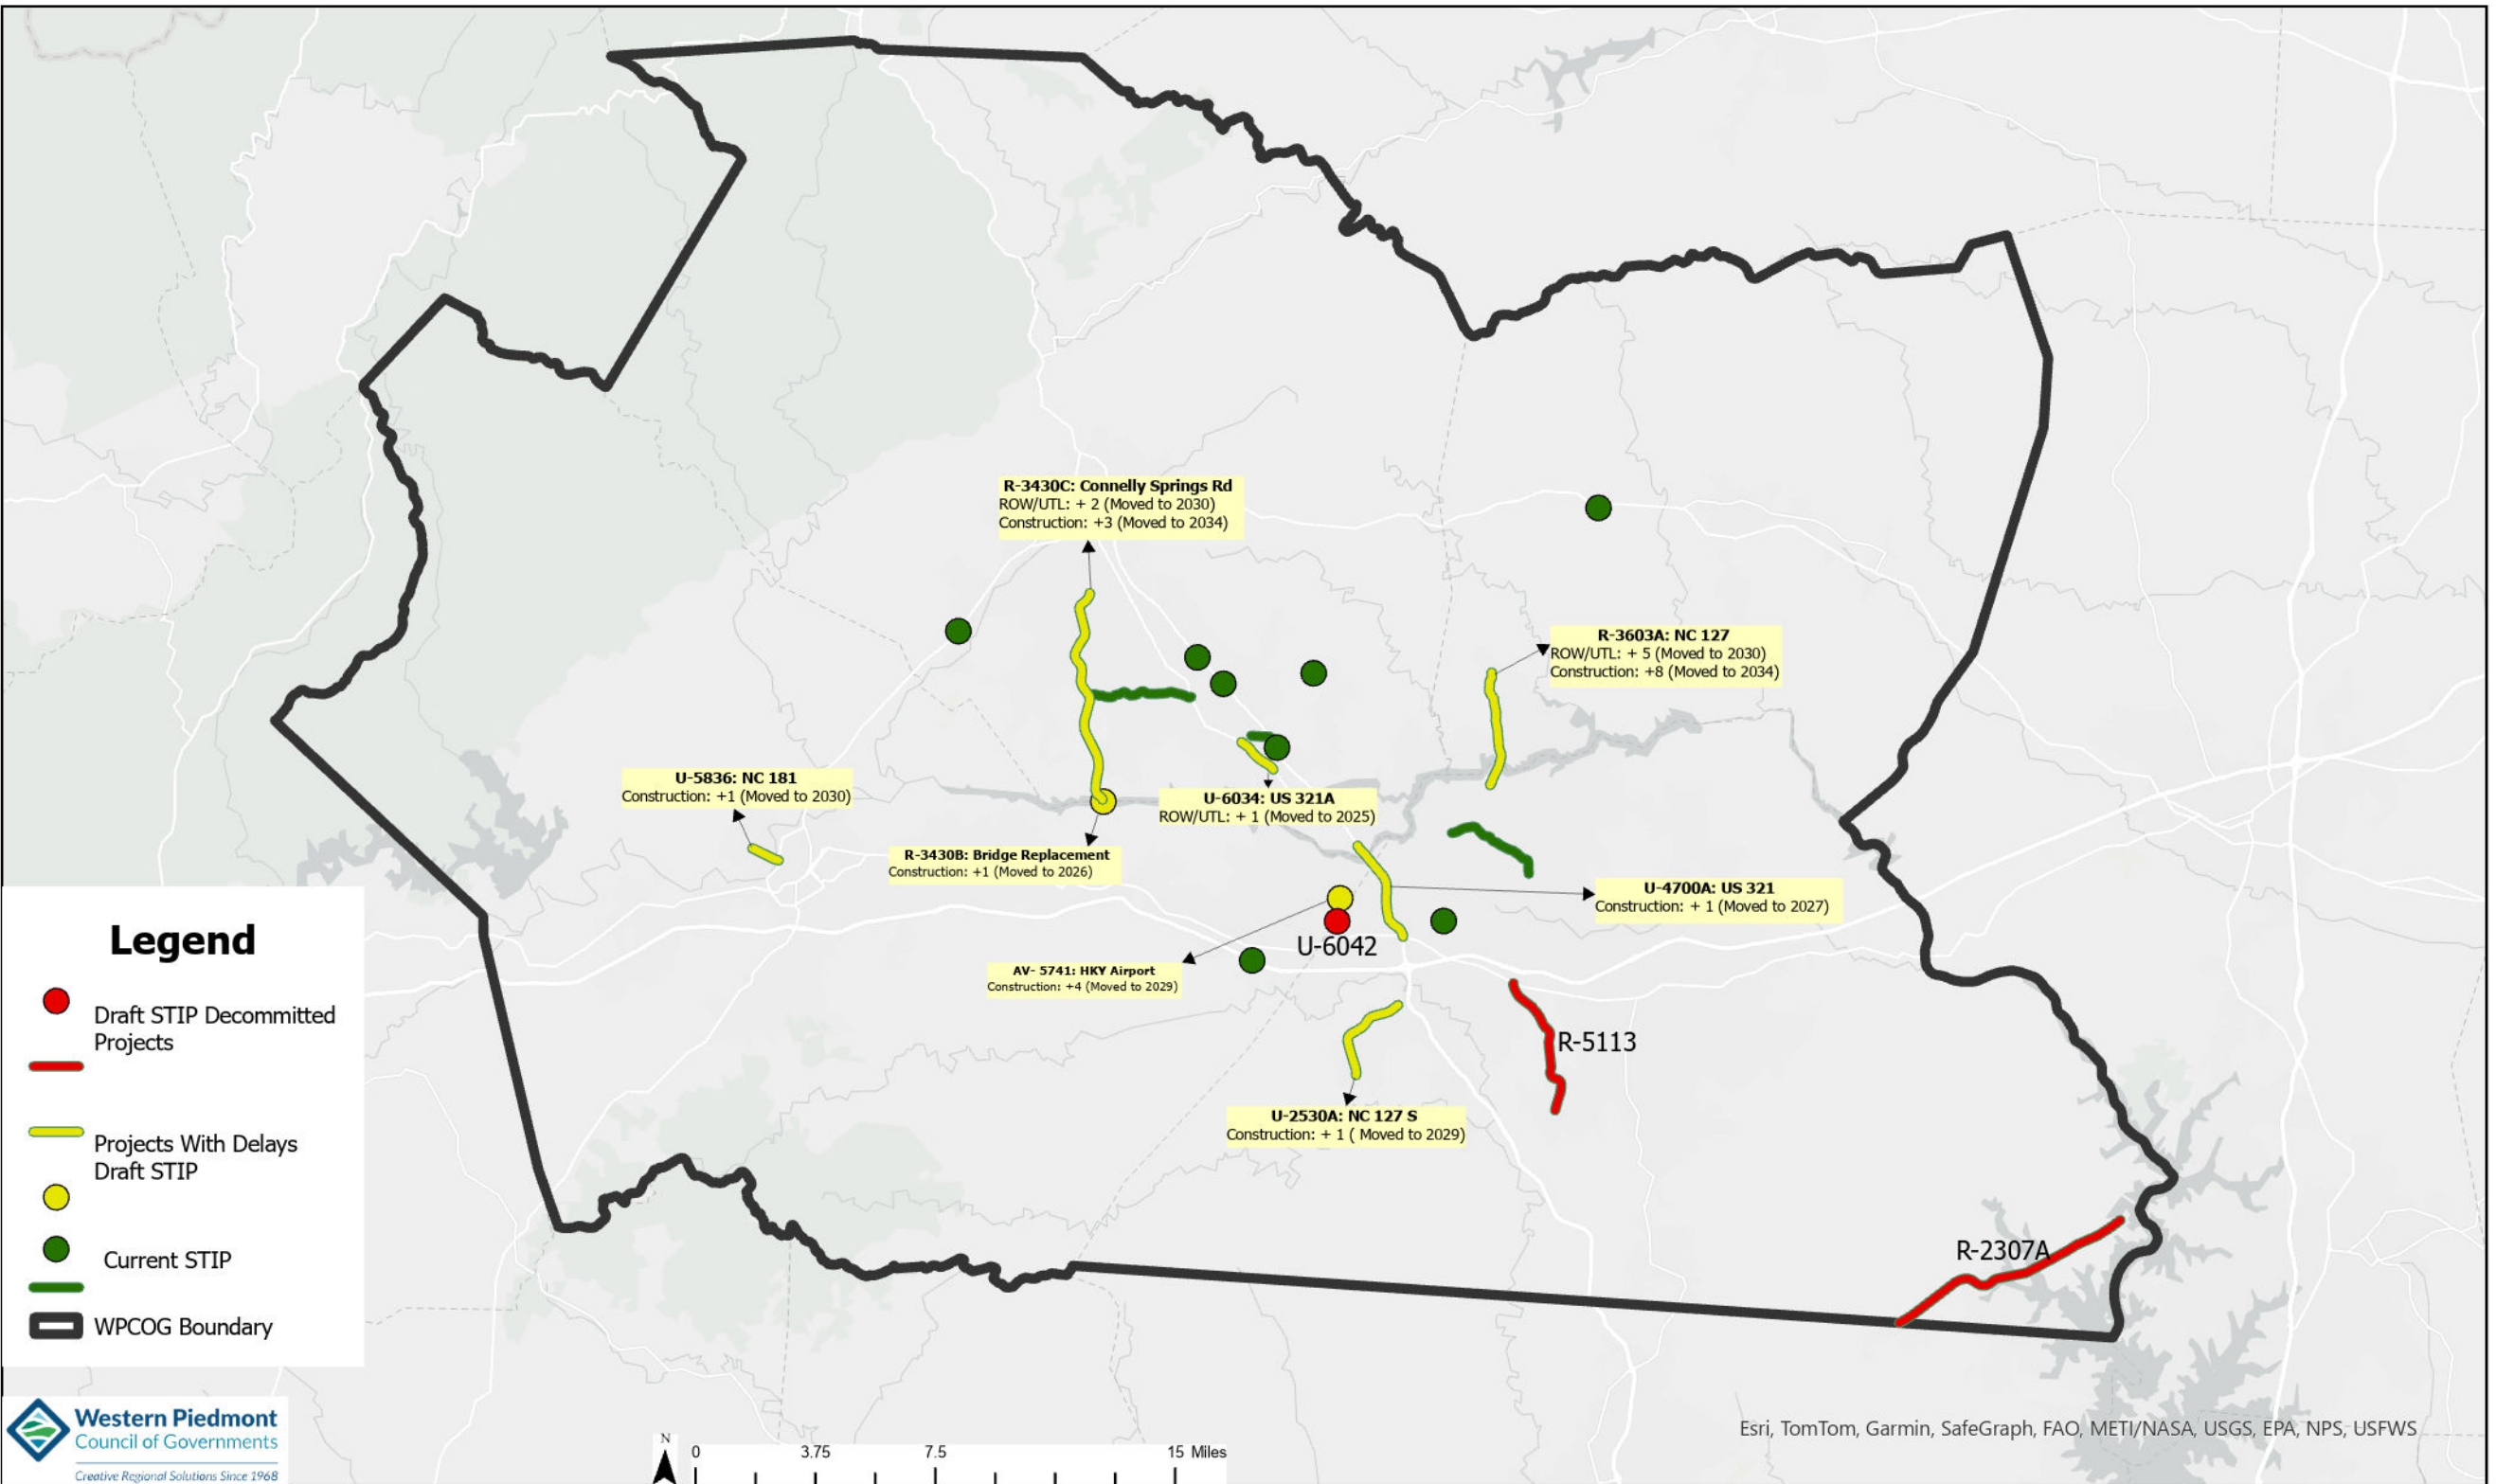 R-3430C: Connelly Springs Rd
ROW/UTL: + 2 (Moved to 2030)
Construction: +3 (Moved to 2034)
R-3603A: NC 127
ROW/UTL: + 5 (Moved to 2030)
Construction: +8 (Moved to 2034)
U-5836: NC 181
Construction: +1 (Moved to 2030)
U-6034: US 321A
ROW/UTL: + 1 (Moved to 2025)
R-3430B: Bridge Replacement
Construction: +1 (Moved to 2026)
U-4700A: US 321
Construction: + 1 (Moved to 2027)
U-6042
AV- 5741: HKY Airport
Construction: +4 (Moved to 2029)
R-5113
U-2530A: NC 127 S
Construction: + 1 ( Moved to 2029)
R-2307A
Legend
Draft STIP Decommitted
Projects
Projects With Delays
Draft STIP
Current STIP
WPCOG Boundary
Western Piedmont
Council of Governments
Creative Regional Solutions Since 1968
N
0 3.75 7.5 15 Miles
Esri, TomTom, Garmin, SafeGraph, FAO, METI/NASA, USGS, EPA, NPS, USFWS